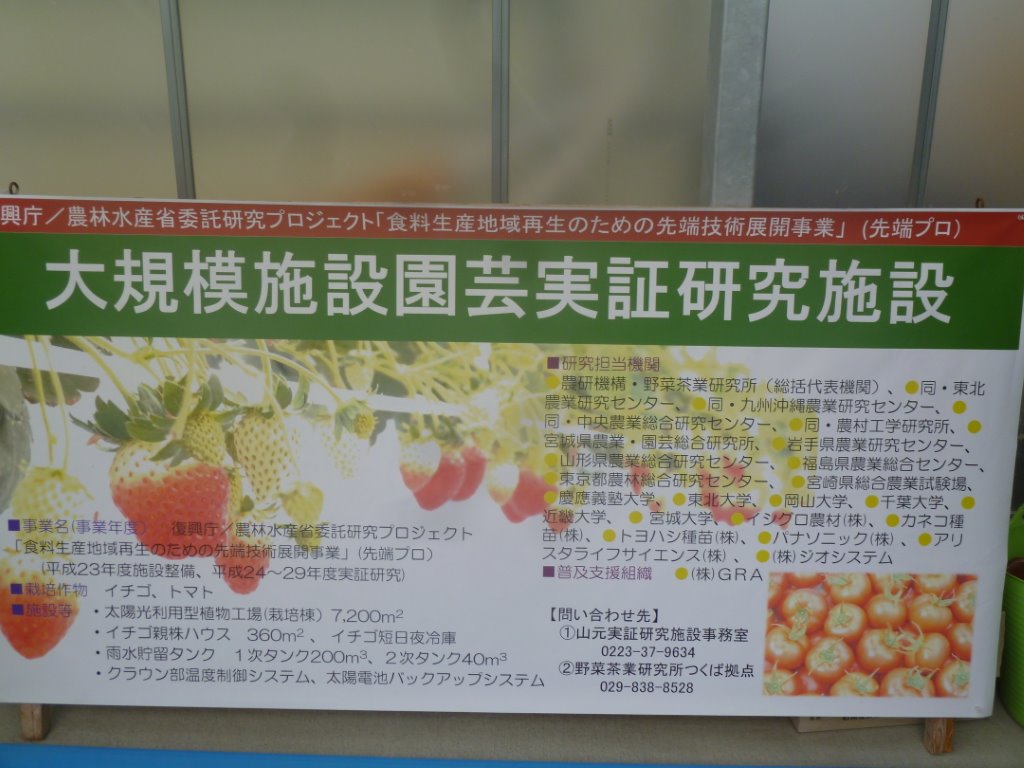 興庁／農林水産省委託研究プロジェクト「食料生産地域再生のための先端技術展開事業」 (先端プロ)
大規模施設園芸実証研究施設
■事業名(事業年度) 復興庁／農林水産省委託研究プロジェクト
「食料生産地域再生のための先端技術展開事業」(先端プロ)
(平成23年度施設整備、平成24～29年度実証研究)
■栽培作物 イチゴ、トマト
■施設等 ・太陽光利用型植物工場(栽培棟) 7,200m²
・イチゴ親株ハウス 360m² 、 イチゴ短日夜冷庫
・雨水貯留タンク 1次タンク200m³、2次タンク40m³
・クラウン部温度制御システム、太陽電池バックアップシステム
■研究担当機関
●農研機構・野菜茶業研究所（総括代表機関）、●同・東北
農業研究センター、●同・九州沖縄農業研究センター、●
同・中央農業総合研究センター、●同・農村工学研究所、●
宮城県農業・園芸総合研究所、●岩手県農業研究センター、
●山形県農業総合研究センター、●福島県農業総合センター、
●東京都農林総合研究センター、●宮崎県総合農業試験場、
●慶應義塾大学、●東北大学、●岡山大学、●千葉大学、●
近畿大学、●宮城大学、●イシグロ農材(株)、●カネコ種
苗(株)、●トヨハシ種苗(株)、●パナソニック(株)、●アリ
スタライフサイエンス(株)、●(株)ジオシステム
■普及支援組織 ●(株)GRA
【問い合わせ先】
①山元実証研究施設事務室
0223-37-9634
②野菜茶業研究所つくば拠点
029-838-8528